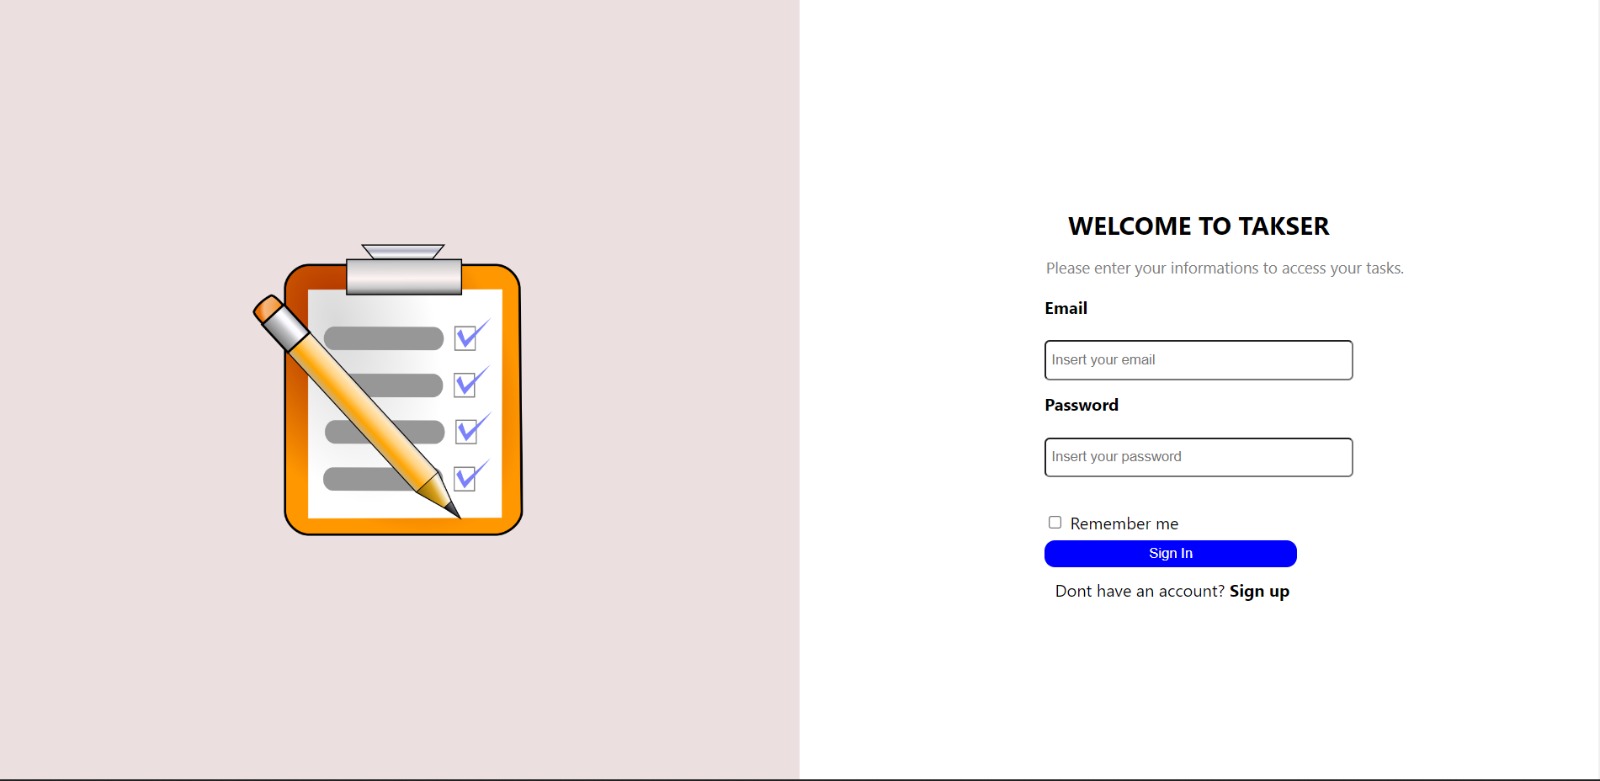 WELCOME TO TAKSER
Please enter your informations to access your tasks.
Email
Insert your email
Password
Insert your password
Remember me
Sign In
Dont have an account? Sign up